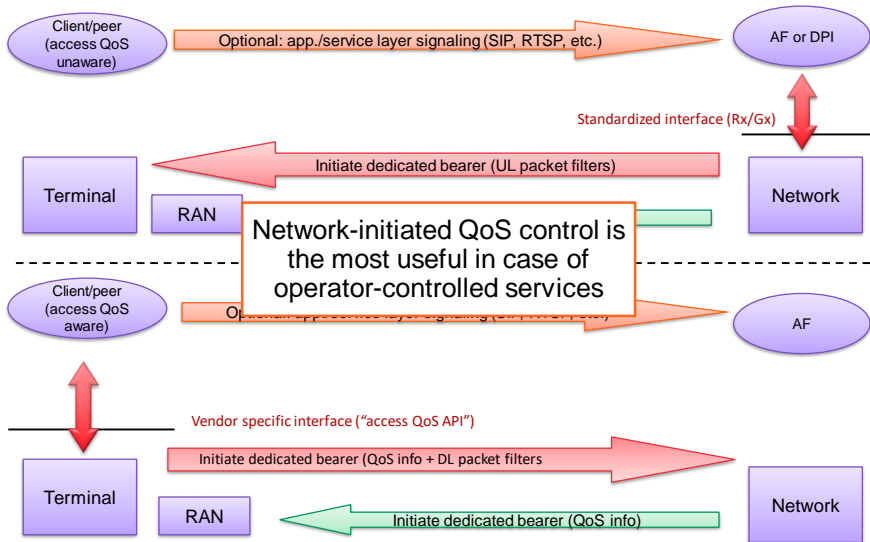 Client/peer
(access QoS
unaware)
Optional: app./service layer signaling (SIP, RTSP, etc.)
AF or DPI
Standardized interface (Rx/Gx)
Initiate dedicated bearer (UL packet filters)
Terminal
RAN
Network
Network-initiated QoS control is
the most useful in case of
operator-controlled services
Client/peer
(access QoS
aware)
AF
Vendor specific interface (“access QoS API”)
Initiate dedicated bearer (QoS info + DL packet filters
Terminal
RAN
Initiate dedicated bearer (QoS info)
Network